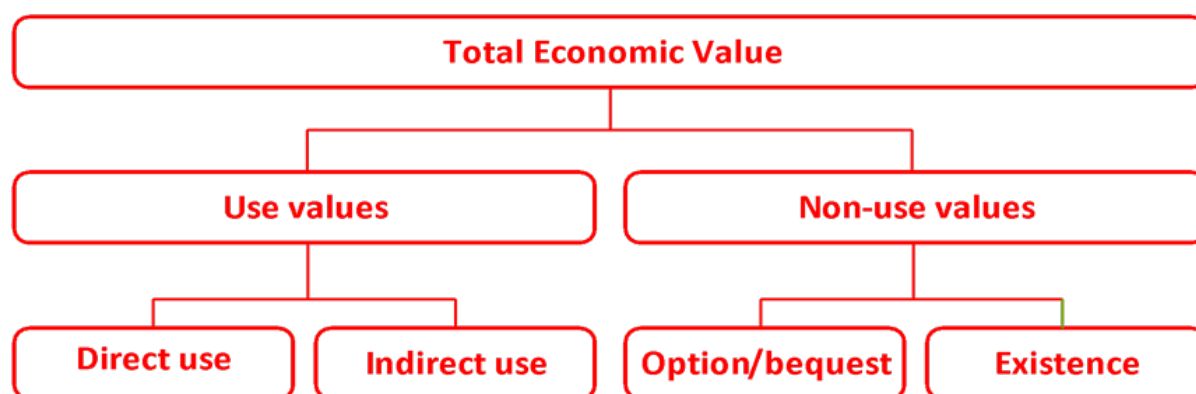 Total Economic Value
Use values
Non-use values
Direct use
Indirect use
Option/bequest
Existence